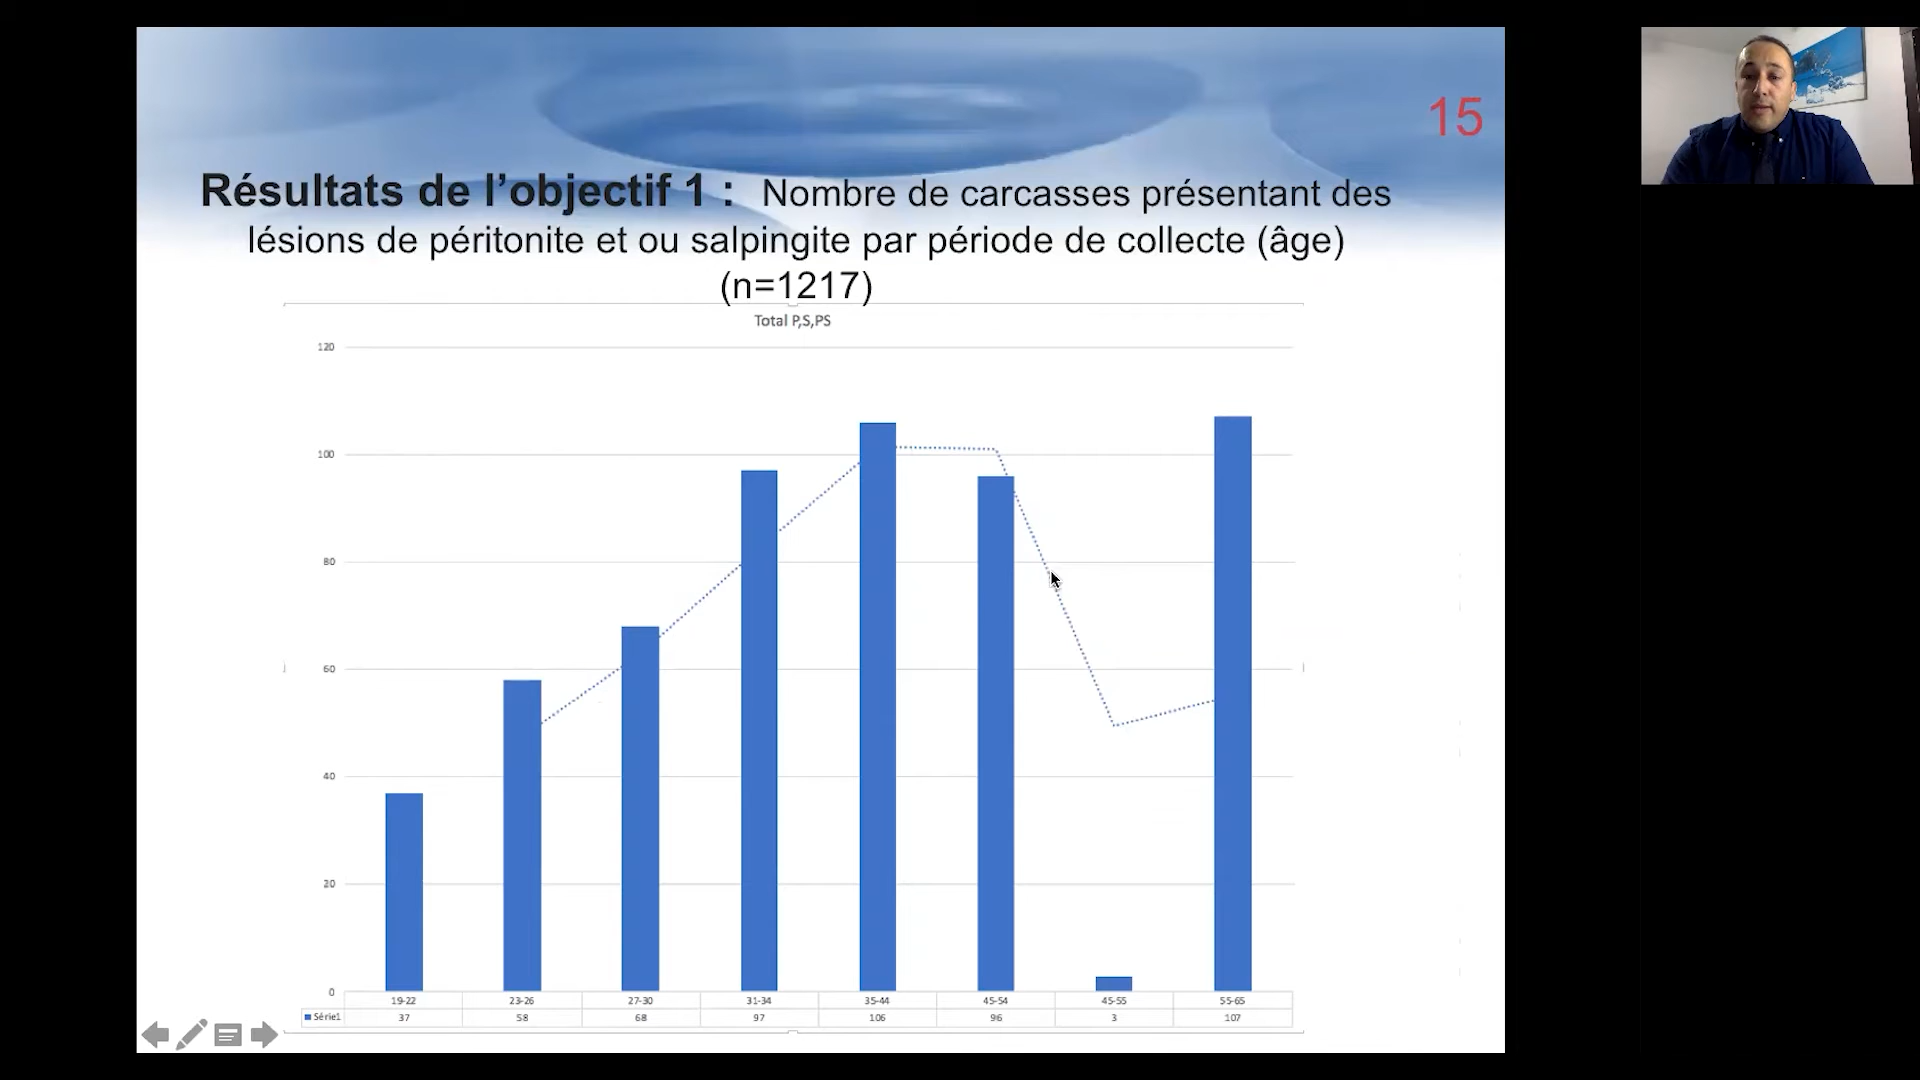 15
Résultats de l’objectif 1 : Nombre de carcasses présentant des
lésions de péritonite et ou salpingite par période de collecte (âge)
(n=1217)
Total P,S,PS
120
100
80
60
40
20
0
19-22 23-26 27-30 31-34 35-44 45-54 45-55 55-65
Série1 37 58 68 97 106 96 3 107